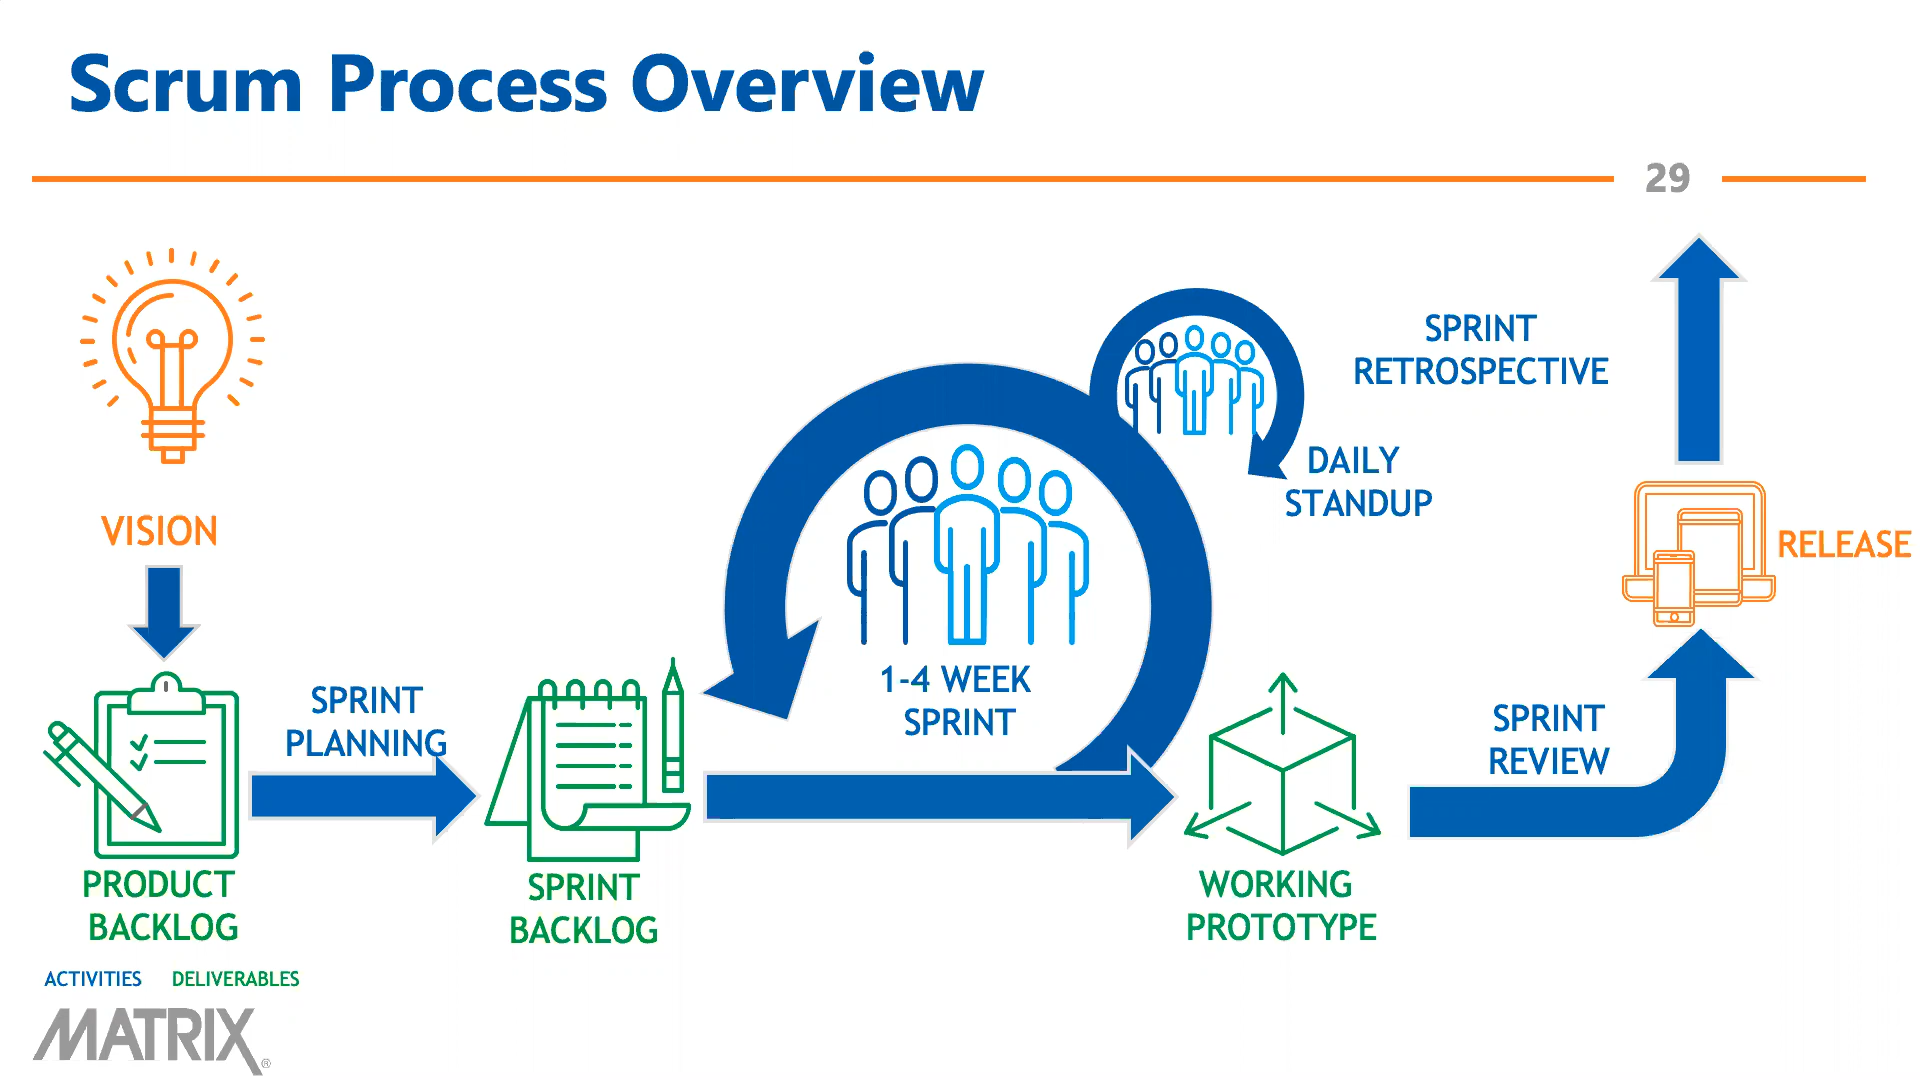 Scrum Process Overview
29
VISION
SPRINT
RETROSPECTIVE
DAILY
STANDUP
RELEASE
SPRINT
PLANNING
1-4 WEEK
SPRINT
SPRINT
REVIEW
PRODUCT
BACKLOG
SPRINT
BACKLOG
WORKING
PROTOTYPE
ACTIVITIES DELIVERABLES
MATRIX®